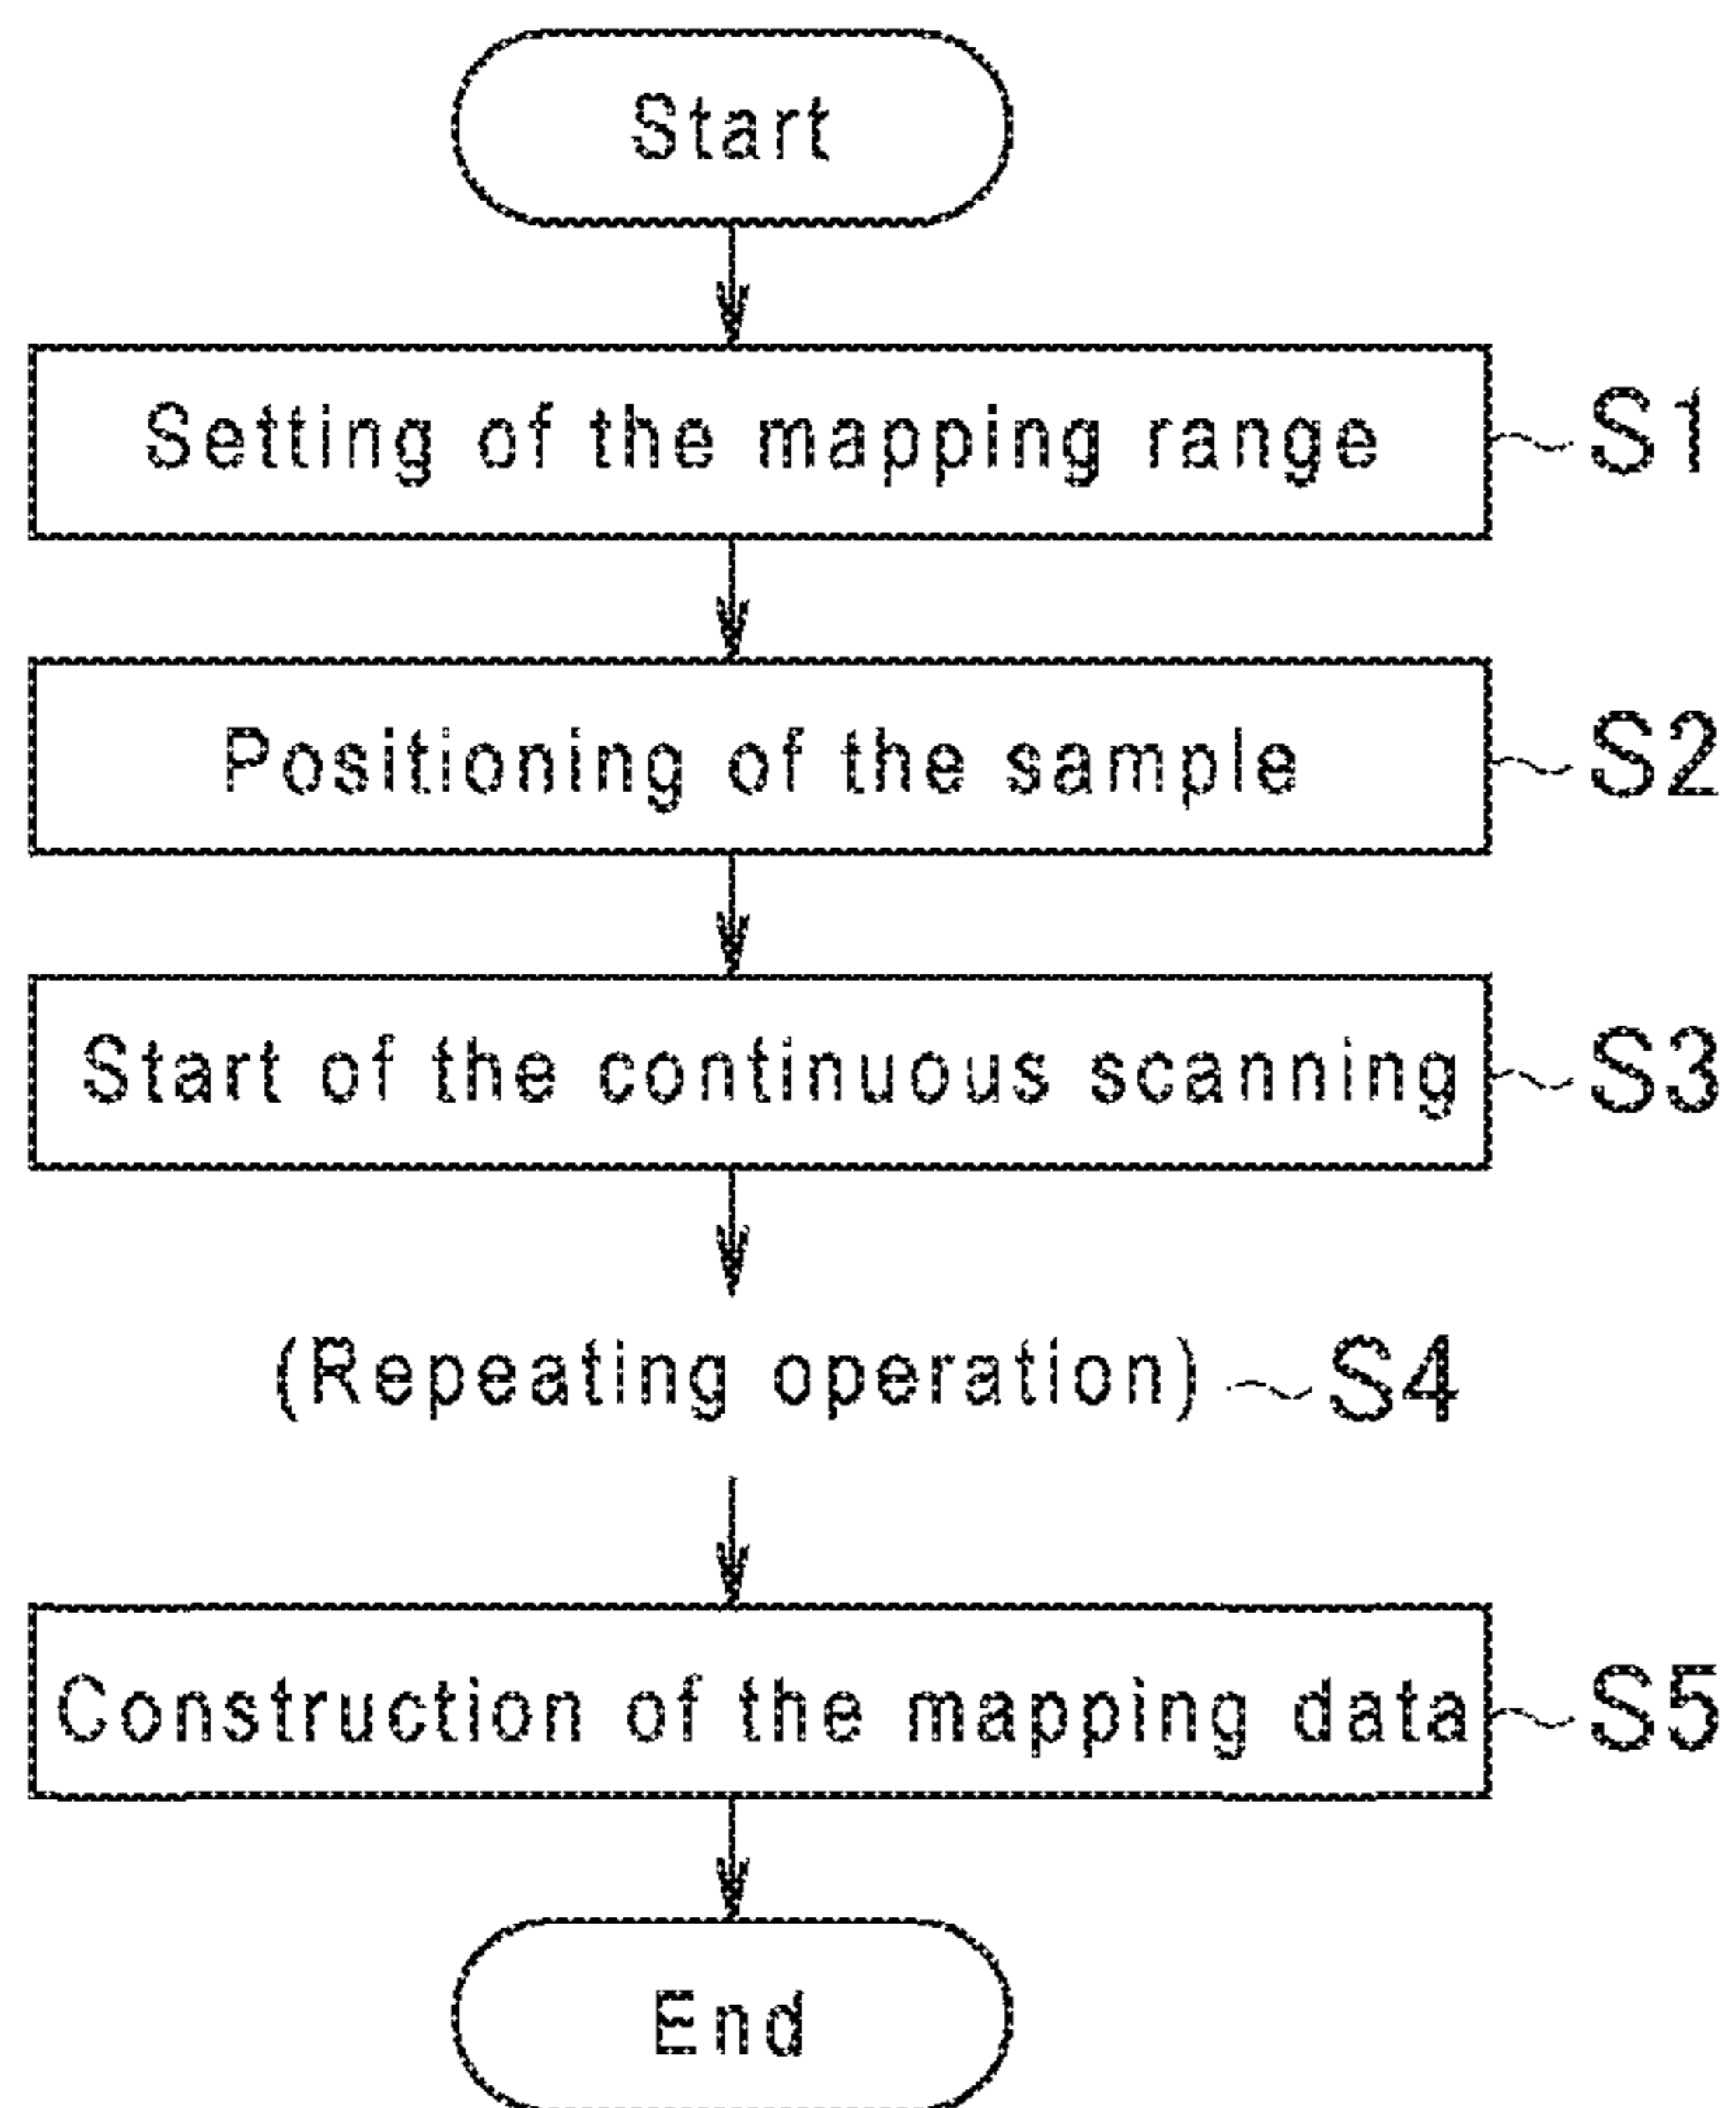 Start
Setting of the mapping range S1
Positioning of the sample S2
Start of the continuous scanning S3
(Repeating operation) S4
Construction of the mapping data S5
End